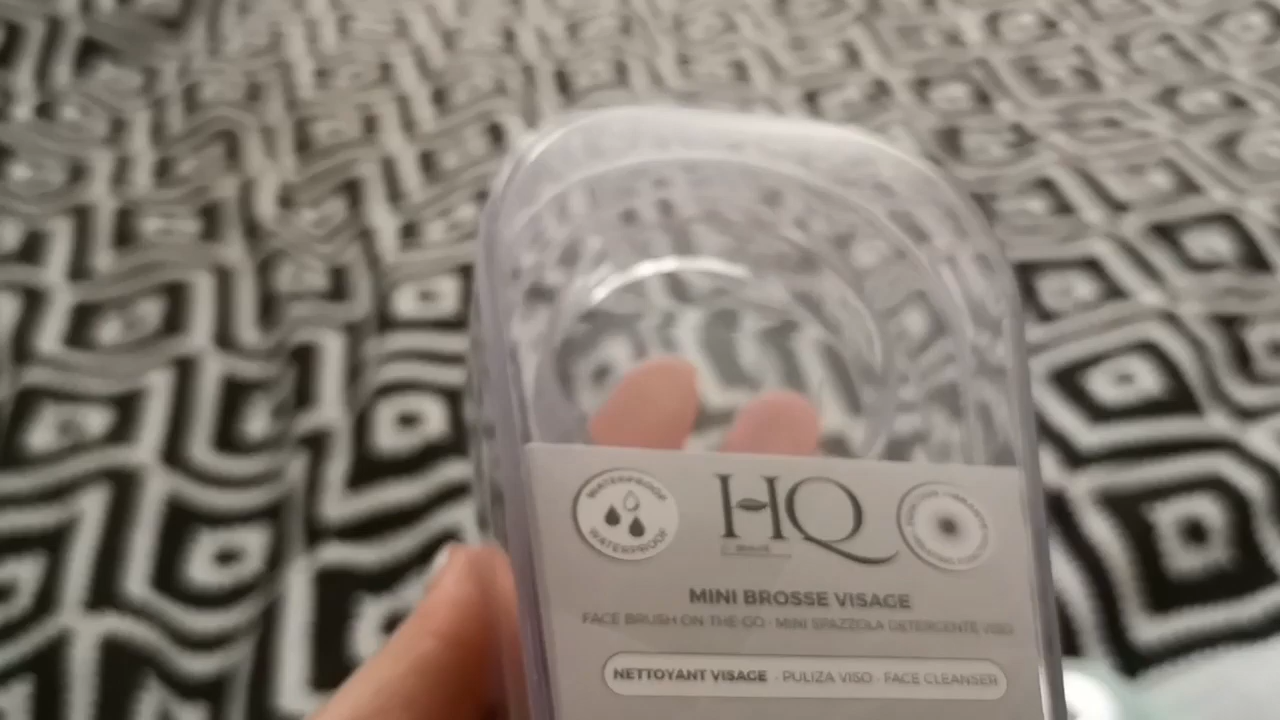 WATERPROOF
WATERPROOF
HQ
MINI BROSSE VISAGE
FACE BRUSH ON THE GO · MINI SPAZZOLA DETERGENTE VISO
NETTOYANT VISAGE · PULIZA VISO · FACE CLEANSER